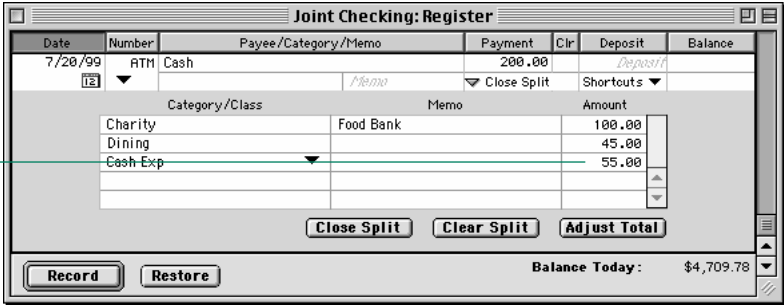 Joint Checking: Register
Date Number Payee/Category/Memo Payment Clr Deposit Balance
7/20/99 ATM Cash 200.00 Deposit
12 Memo Close Split Shortcuts
Category/Class Memo Amount
Charity Food Bank 100.00
Dining 45.00
Cash Exp 55.00
Close Split Clear Split Adjust Total
Record Restore Balance Today: $4,709.78